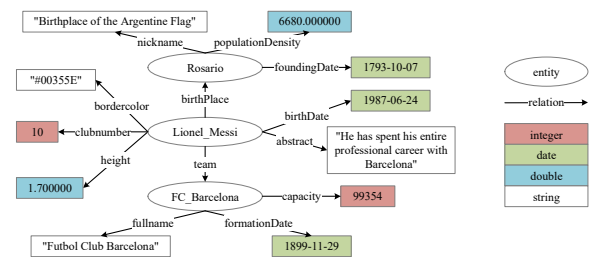 "Birthplace of the Argentine Flag"
6680.000000
nickname
populationDensity
Rosario
foundingDate
1793-10-07
"#00355E"
bordercolor
birthPlace
birthDate
1987-06-24
10
clubnumber
Lionel_Messi
abstract
"He has spent his entire
professional career with
Barcelona"
height
team
1.700000
FC_Barcelona
capacity
99354
fullname
formationDate
"Futbol Club Barcelona"
1899-11-29
entity
relation
integer
date
double
string